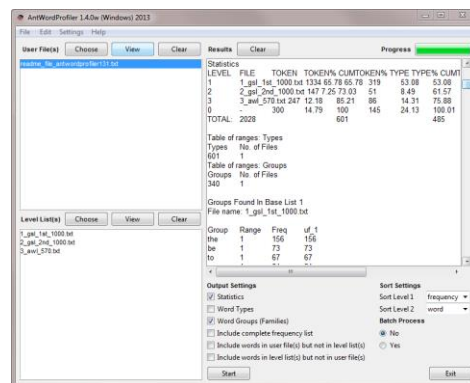 AntWordProfiler 1.4.0w (Windows) 2013
File Edit Settings Help
User File(s) Choose View Clear
readme_file_antwordprofiler131.txt
Level List(s) Choose View Clear
1_gsl_1st_1000.txt
2_gsl_2nd_1000.txt
3_awl_570.txt
Results Clear Progress
Statistics
LEVEL FILE TOKEN TOKEN% CUMTOKEN% TYPE TYPE% CUMT
1 1_gsl_1st_1000.txt 1334 65.78 65.78 319 53.08 53.08
2 2_gsl_2nd_1000.txt 147 7.25 73.03 51 8.49 61.57
3 3_awl_570.txt 247 12.18 85.21 86 14.31 75.88
0 - 300 14.79 100 145 24.13 100.01
TOTAL: 2028 601 485
Table of ranges: Types
Types No. of Files
601 1
Table of ranges: Groups
Groups No. of Files
340 1
Groups Found In Base List 1
File name: 1_gsl_1st_1000.txt
Group Range Freq uf_1
the 1 156 156
be 1 73 73
to 1 67 67
Output Settings
Statistics
Word Types
Word Groups (Families)
Include complete frequency list
Include words in user file(s) but not in level list(s)
Include words in level list(s) but not in user file(s)
Start
Sort Settings
Sort Level 1 frequency
Sort Level 2 word
Batch Process
No
Yes
Exit